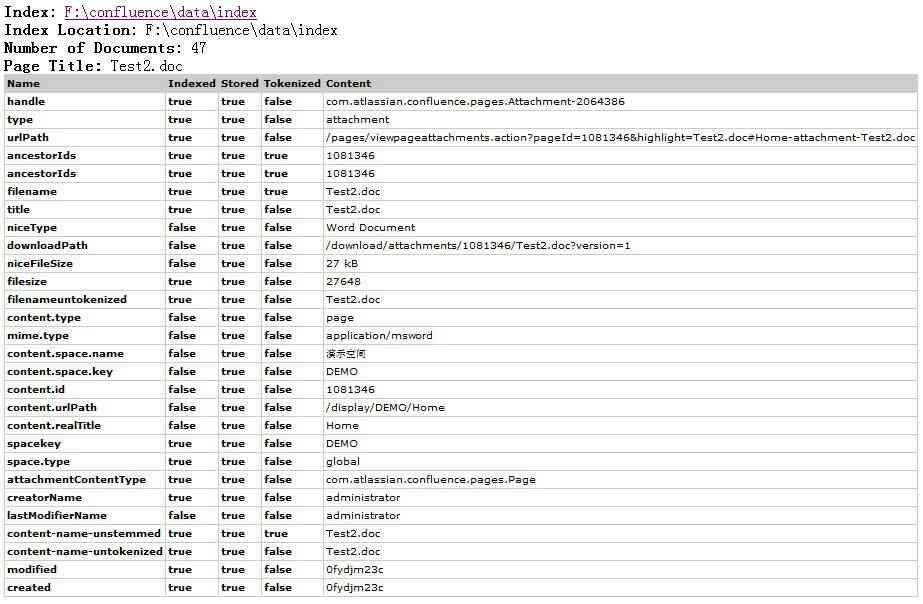 Index: F:\confluence\data\index
Index Location: F:\confluence\data\index
Number of Documents: 47
Page Title: Test2.doc
Name Indexed Stored Tokenized Content
handle true true false com.atlassian.confluence.pages.Attachment-2064386
type true true false attachment
urlPath true true false /pages/viewpageattachments.action?pageId=1081346&highlight=Test2.doc#Home-attachment-Test2.doc
ancestorIds true true true 1081346
ancestorIds true true true 1081346
filename true true true Test2.doc
title true true false Test2.doc
niceType false true false Word Document
downloadPath false true false /download/attachments/1081346/Test2.doc?version=1
niceFileSize false true false 27 kB
filesize true true false 27648
filenameuntokenized true true false Test2.doc
content.type false true false page
mime.type false true false application/msword
content.space.name false true false 演示空间
content.space.key false true false DEMO
content.id false true false 1081346
content.urlPath false true false /display/DEMO/Home
content.realTitle false true false Home
spacekey true true false DEMO
space.type true true false global
attachmentContentType true true false com.atlassian.confluence.pages.Page
creatorName true true false administrator
lastModifierName false true false administrator
content-name-unstemmed true true true Test2.doc
content-name-untokenized true true false Test2.doc
modified true true false 0fydjm23c
created true true false 0fydjm23c